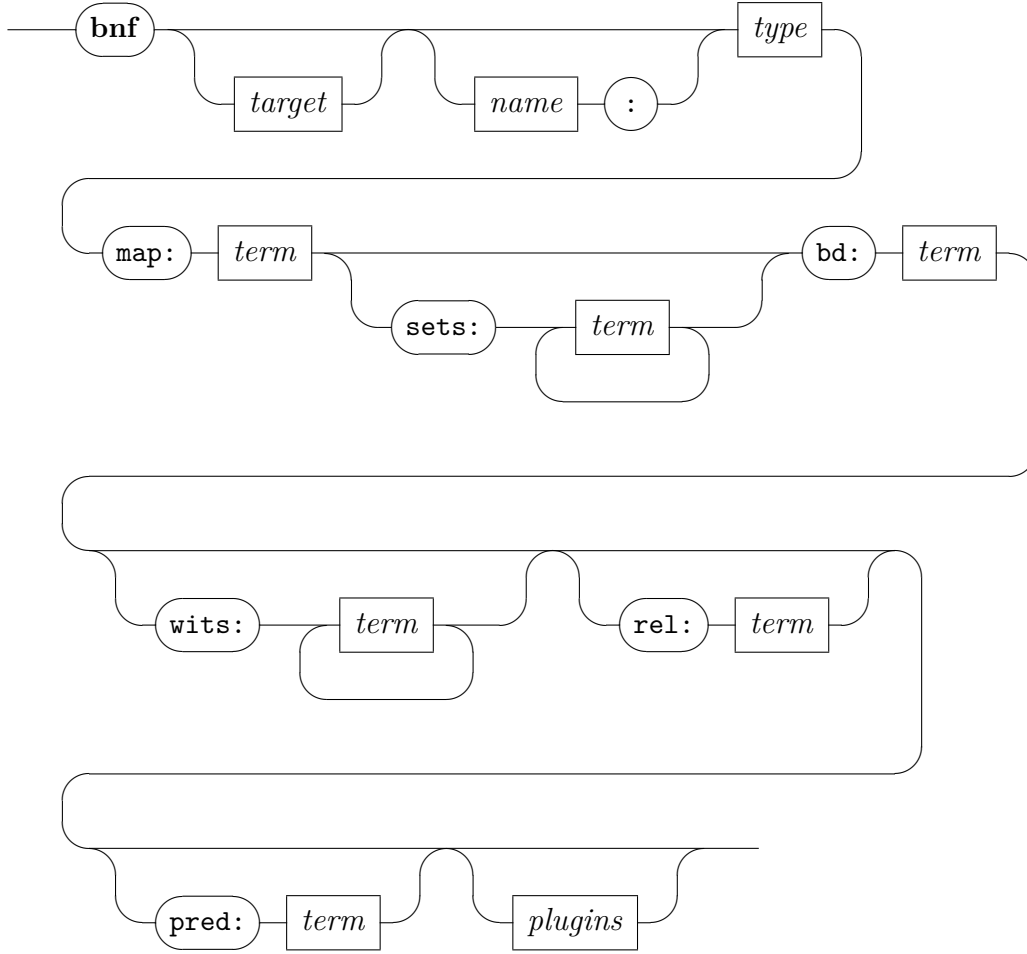 bnf type
target name :
map: term bd: term
sets: term
wits: term rel: term
pred: term plugins